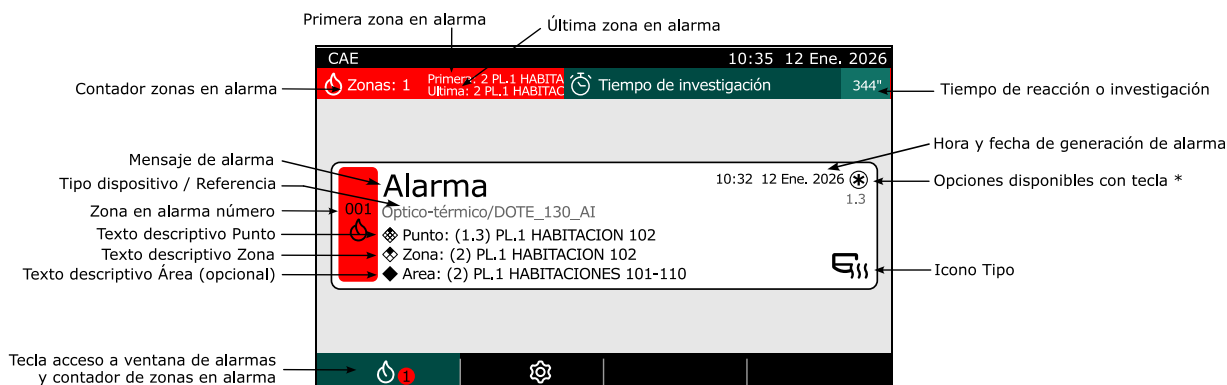 Primera zona en alarma
Última zona en alarma
CAE
10:35 12 Ene. 2026
Contador zonas en alarma
Zonas: 1
Primera: 2 PL.1 HABITA
Ultima: 2 PL.1 HABITAC
Tiempo de investigación
344"
Tiempo de reacción o investigación
Hora y fecha de generación de alarma
Mensaje de alarma
Alarma
10:32 12 Ene. 2026
Opciones disponibles con tecla *
1.3
Tipo dispositivo / Referencia
Optico-térmico/DOTE_130_AI
Zona en alarma número
001
Texto descriptivo Punto
Punto: (1.3) PL.1 HABITACION 102
Texto descriptivo Zona
Zona: (2) PL.1 HABITACION 102
Texto descriptivo Área (opcional)
Area: (2) PL.1 HABITACIONES 101-110
Icono Tipo
Tecla acceso a ventana de alarmas
y contador de zonas en alarma
1